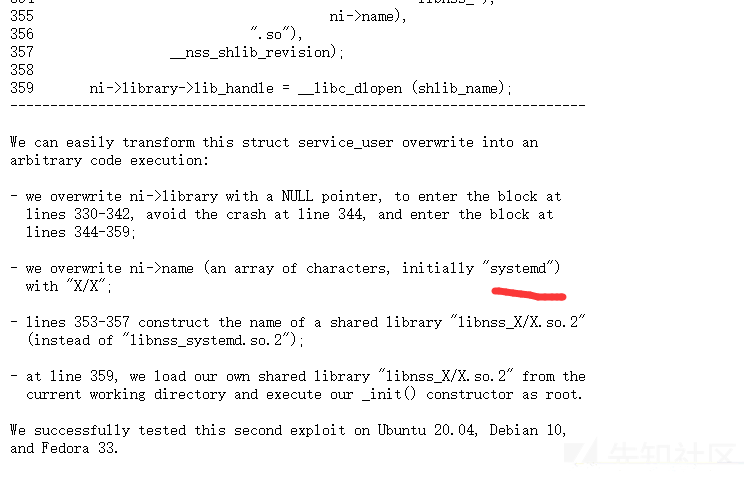 355 ni->name),
356 ".so"),
357 __nss_shlib_revision);
358
359 ni->library->lib_handle = __libc_dlopen (shlib_name);
------------------------------------------------------------------------
We can easily transform this struct service_user overwrite into an
arbitrary code execution:
- we overwrite ni->library with a NULL pointer, to enter the block at
lines 330-342, avoid the crash at line 344, and enter the block at
lines 344-359;
- we overwrite ni->name (an array of characters, initially "systemd")
with "X/X";
- lines 353-357 construct the name of a shared library "libnss_X/X.so.2"
(instead of "libnss_systemd.so.2");
- at line 359, we load our own shared library "libnss_X/X.so.2" from the
current working directory and execute our _init() constructor as root.
We successfully tested this second exploit on Ubuntu 20.04, Debian 10,
and Fedora 33.
先知社区